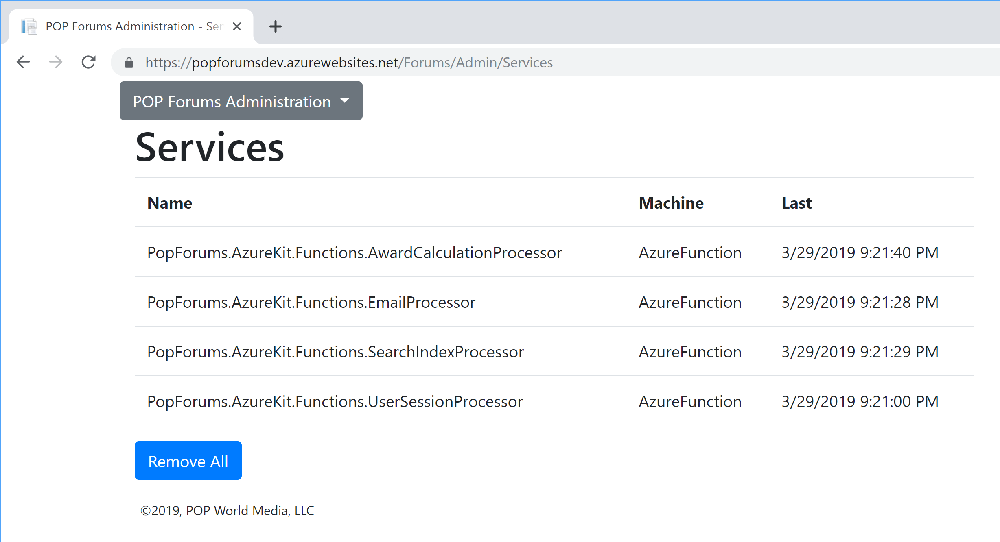 POP Forums Administration - Ser
https://popforumsdev.azurewebsites.net/Forums/Admin/Services
POP Forums Administration
Services
Name Machine Last
PopForums.AzureKit.Functions.AwardCalculationProcessor AzureFunction 3/29/2019 9:21:40 PM
PopForums.AzureKit.Functions.EmailProcessor AzureFunction 3/29/2019 9:21:28 PM
PopForums.AzureKit.Functions.SearchIndexProcessor AzureFunction 3/29/2019 9:21:29 PM
PopForums.AzureKit.Functions.UserSessionProcessor AzureFunction 3/29/2019 9:21:00 PM
Remove All
©2019, POP World Media, LLC